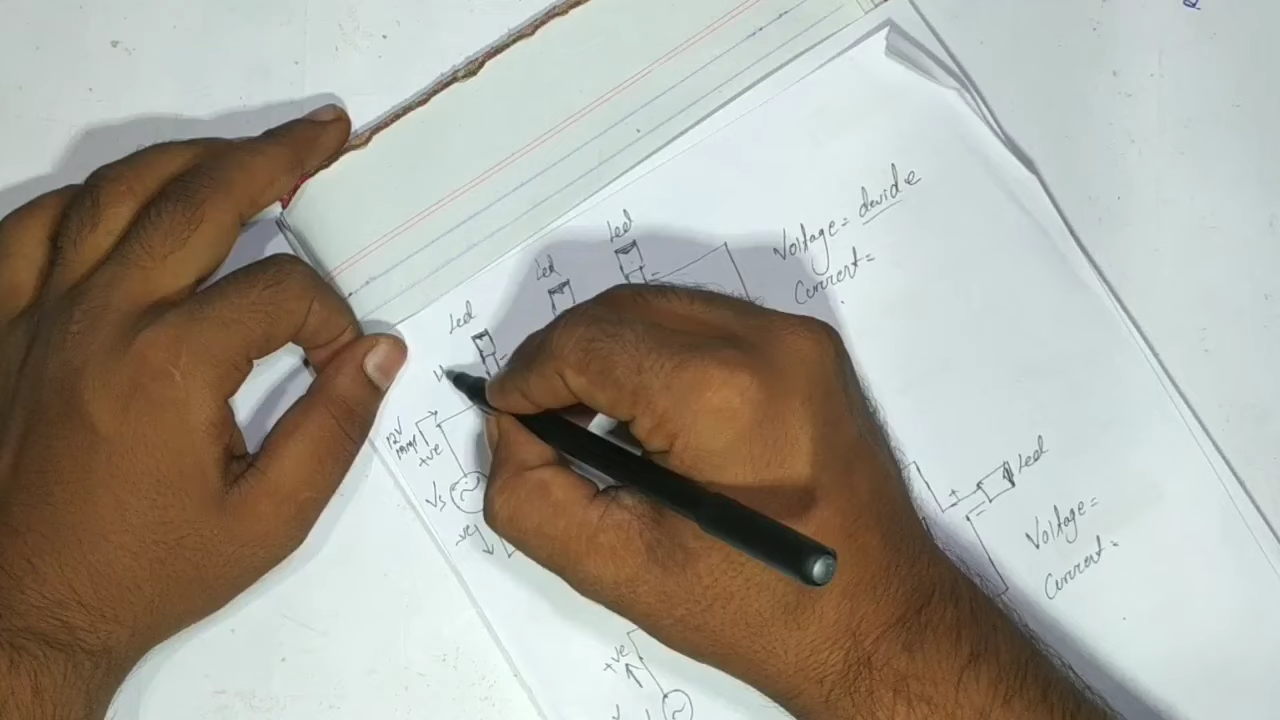 Led
Led
Led
Voltage = devide
Current =
12V
+ve
Vs
-ve
+ - Led
Voltage =
Current =
+ve